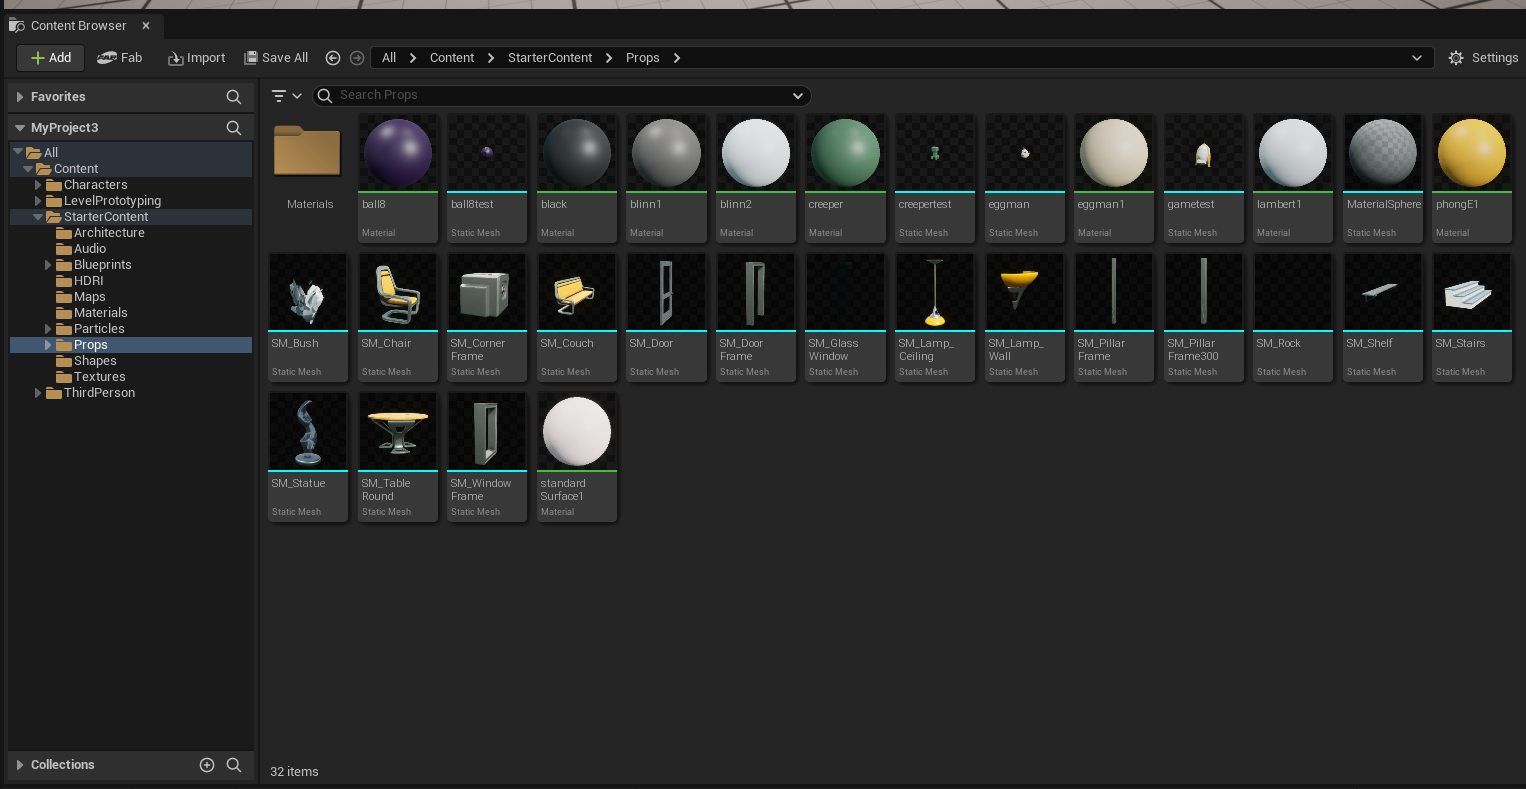 Content Browser
Add Fab Import Save All All Content StarterContent Props Settings
Favorites
Search Props
MyProject3
All
Content
Characters
LevelPrototyping
StarterContent
Architecture
Audio
Blueprints
HDRI
Maps
Materials
Particles
Props
Shapes
Textures
ThirdPerson
Collections
Materials ball8 ball8test black blinn1 blinn2 creeper creepertest eggman eggman1 gametest lambert1 MaterialSphere phongE1
Material Static Mesh Material Material Material Material Static Mesh Static Mesh Material Static Mesh Material Static Mesh Material
SM_Bush SM_Chair SM_Corner SM_Couch SM_Door SM_Door SM_Glass SM_Lamp_ SM_Lamp_ SM_Pillar SM_Pillar SM_Rock SM_Shelf SM_Stairs
Frame Frame Window Ceiling Wall Frame Frame300
Static Mesh Static Mesh Static Mesh Static Mesh Static Mesh Static Mesh Static Mesh Static Mesh Static Mesh Static Mesh Static Mesh Static Mesh Static Mesh Static Mesh
SM_Statue SM_Table SM_Window standard
Round Frame Surface1
Static Mesh Static Mesh Static Mesh Material
32 items